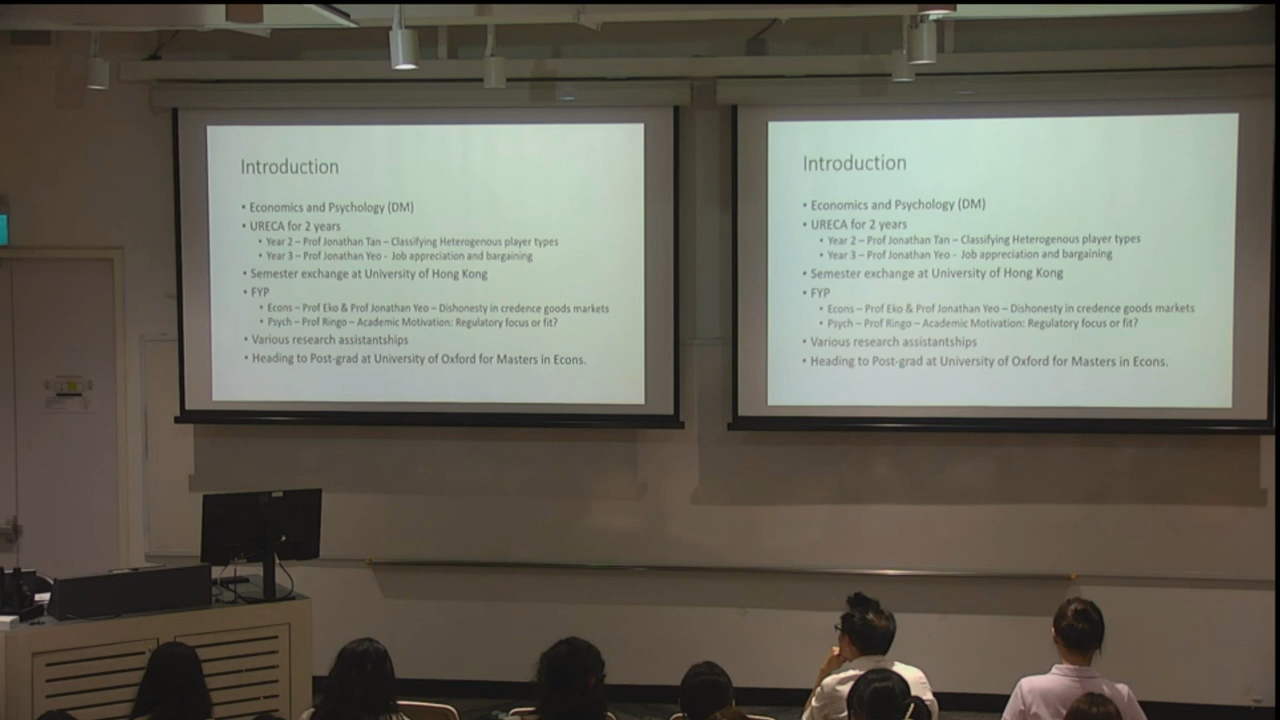 Introduction
• Economics and Psychology (DM)
• URECA for 2 years
• Year 2 – Prof Jonathan Tan – Classifying Heterogenous player types
• Year 3 – Prof Jonathan Yeo - Job appreciation and bargaining
• Semester exchange at University of Hong Kong
• FYP
• Econs – Prof Eko & Prof Jonathan Yeo – Dishonesty in credence goods markets
• Psych – Prof Ringo – Academic Motivation: Regulatory focus or fit?
• Various research assistantships
• Heading to Post-grad at University of Oxford for Masters in Econs.
Introduction
• Economics and Psychology (DM)
• URECA for 2 years
• Year 2 – Prof Jonathan Tan – Classifying Heterogenous player types
• Year 3 – Prof Jonathan Yeo - Job appreciation and bargaining
• Semester exchange at University of Hong Kong
• FYP
• Econs – Prof Eko & Prof Jonathan Yeo – Dishonesty in credence goods markets
• Psych – Prof Ringo – Academic Motivation: Regulatory focus or fit?
• Various research assistantships
• Heading to Post-grad at University of Oxford for Masters in Econs.